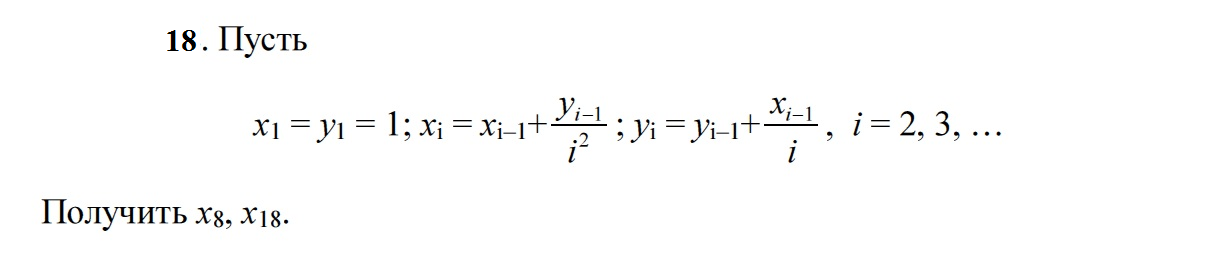 18. Пусть
x₁ = y₁ = 1; xᵢ = xᵢ₋₁+yᵢ₋₁/i² ; yᵢ = yᵢ₋₁+xᵢ₋₁/i , i = 2, 3, …
Получить x₈, x₁₈.